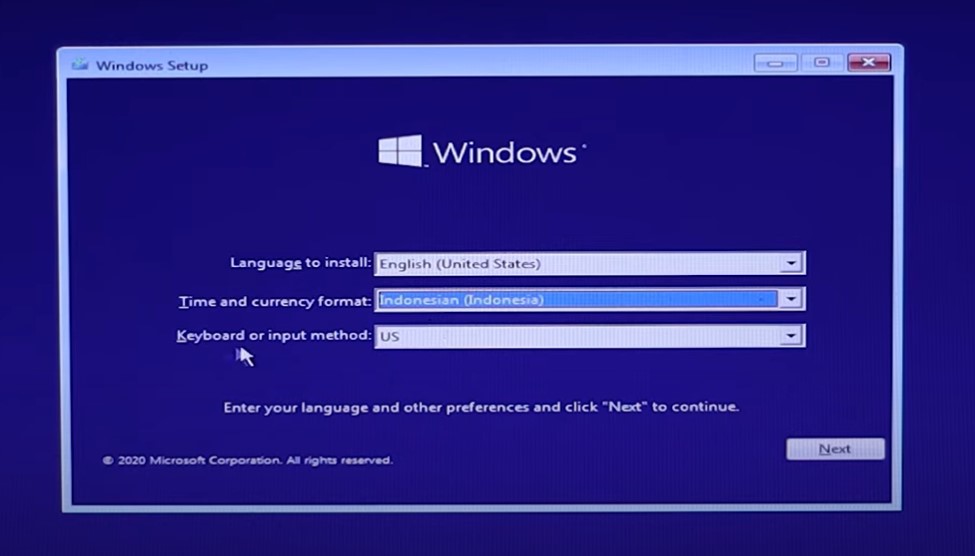 Windows Setup
Windows
Language to install: English (United States)
Time and currency format: Indonesian (Indonesia)
Keyboard or input method: US
Enter your language and other preferences and click "Next" to continue.
© 2020 Microsoft Corporation. All rights reserved.
Next